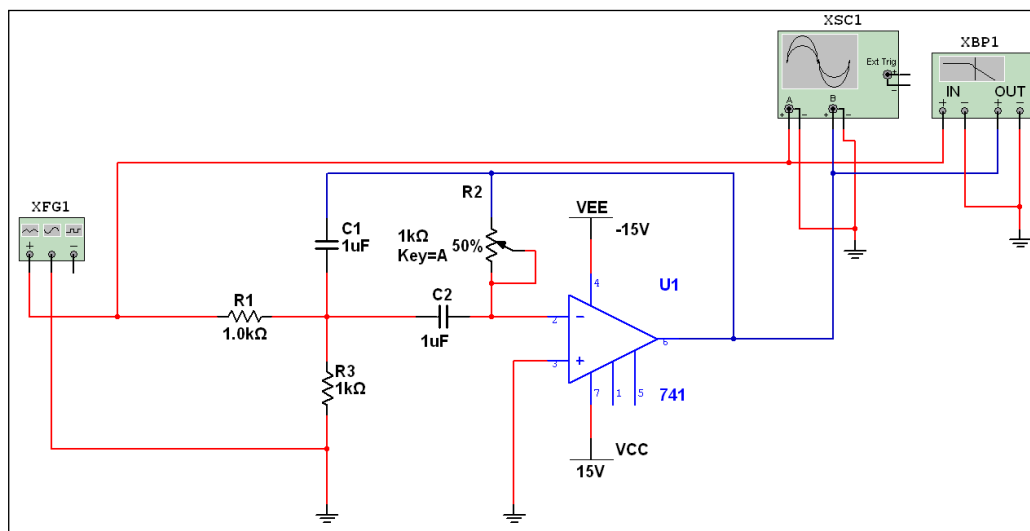 XSC1
XBP1
Ext Trig
+
−
A
B
+ − + −
IN OUT
+ − + −
XFG1
+ −
C1
1uF
R2
1kΩ
Key=A
50%
VEE
-15V
4
U1
R1
1.0kΩ
C2
1uF
2
−
6
3
+
R3
1kΩ
7
1
5
741
VCC
15V